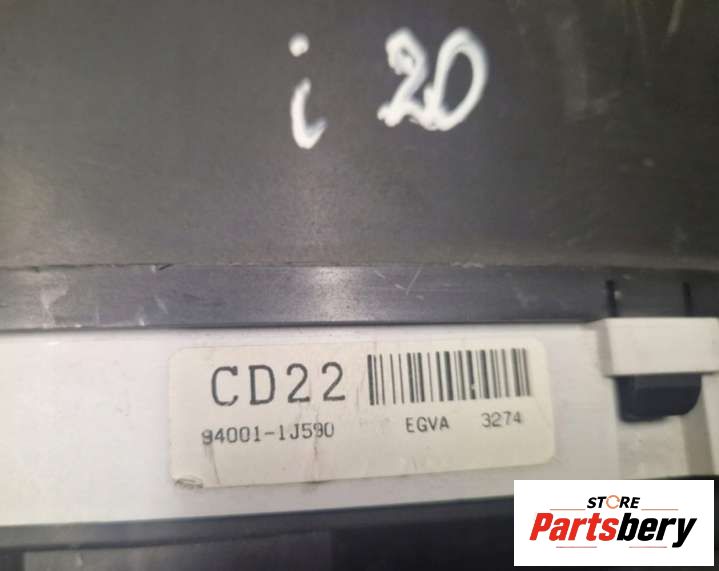 i 20
CD22
94001-1J590 EGVA 3274
STORE
Partsbery